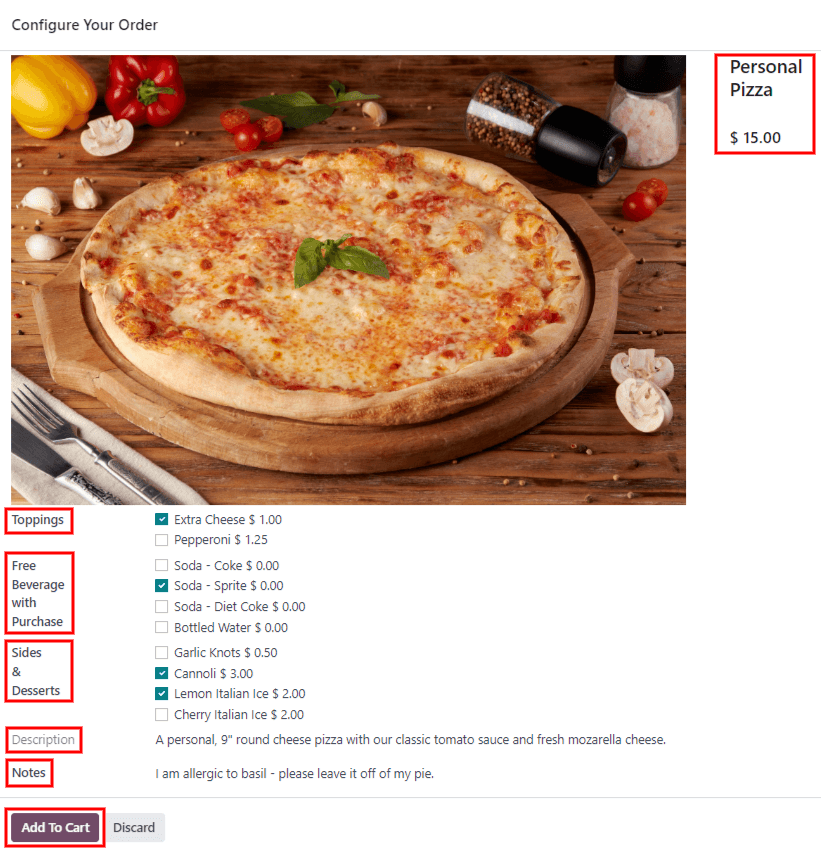 Configure Your Order
Personal
Pizza
$ 15.00
Toppings
Extra Cheese $ 1.00
Pepperoni $ 1.25
Free
Beverage
with
Purchase
Soda - Coke $ 0.00
Soda - Sprite $ 0.00
Soda - Diet Coke $ 0.00
Bottled Water $ 0.00
Sides
&
Desserts
Garlic Knots $ 0.50
Cannoli $ 3.00
Lemon Italian Ice $ 2.00
Cherry Italian Ice $ 2.00
Description
A personal, 9" round cheese pizza with our classic tomato sauce and fresh mozarella cheese.
Notes
I am allergic to basil - please leave it off of my pie.
Add To Cart
Discard